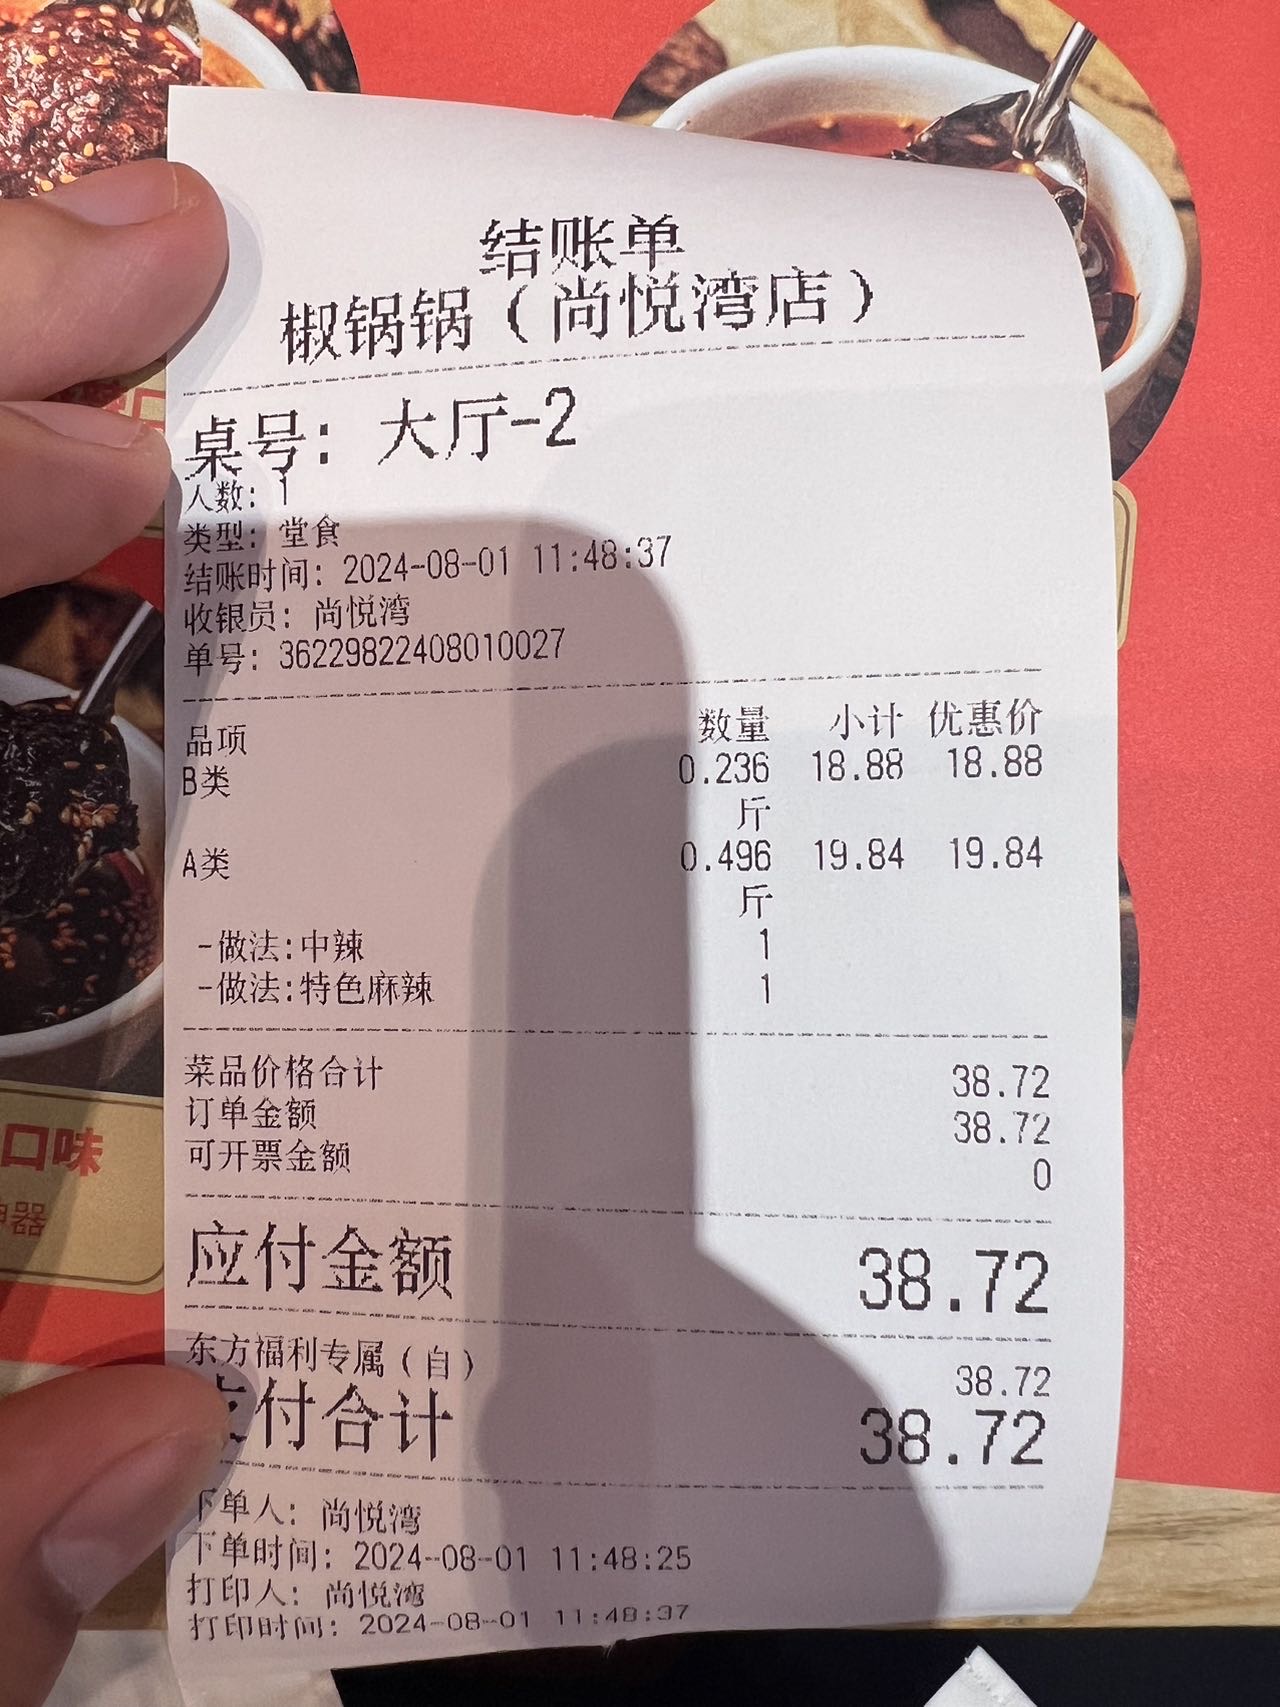 结账单
椒锅锅（尚悦湾店）
桌号：大厅-2
人数：1
类型：堂食
结账时间：2024-08-01 11:48:37
收银员：尚悦湾
单号：36229822408010027
品项 数量 小计 优惠价
B类 0.236 18.88 18.88
斤
A类 0.496 19.84 19.84
斤
-做法:中辣 1
-做法:特色麻辣 1
菜品价格合计 38.72
订单金额 38.72
可开票金额 0
应付金额 38.72
东方福利专属（自） 38.72
支付合计 38.72
下单人：尚悦湾
下单时间：2024-08-01 11:48:25
打印人：尚悦湾
打印时间：2024-08-01 11:48:37
口味
神器